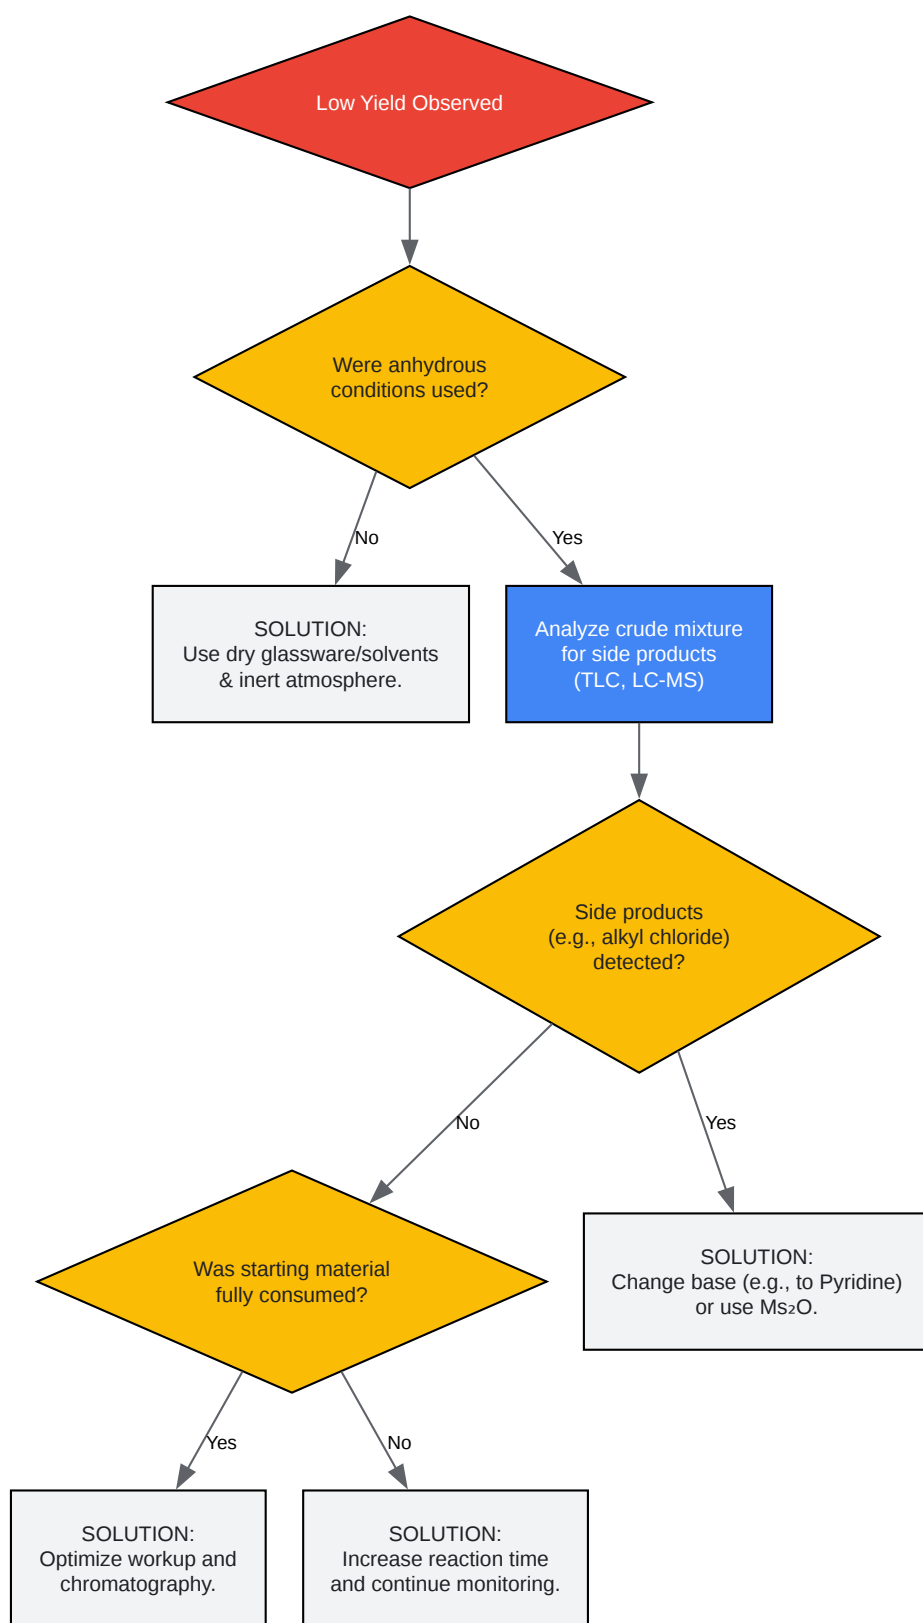 Low Yield Observed
Were anhydrous
conditions used?
No
Yes
SOLUTION:
Use dry glassware/solvents
& inert atmosphere.
Analyze crude mixture
for side products
(TLC, LC-MS)
Side products
(e.g., alkyl chloride)
detected?
No
Yes
Was starting material
fully consumed?
SOLUTION:
Change base (e.g., to Pyridine)
or use Ms₂O.
Yes
No
SOLUTION:
Optimize workup and
chromatography.
SOLUTION:
Increase reaction time
and continue monitoring.